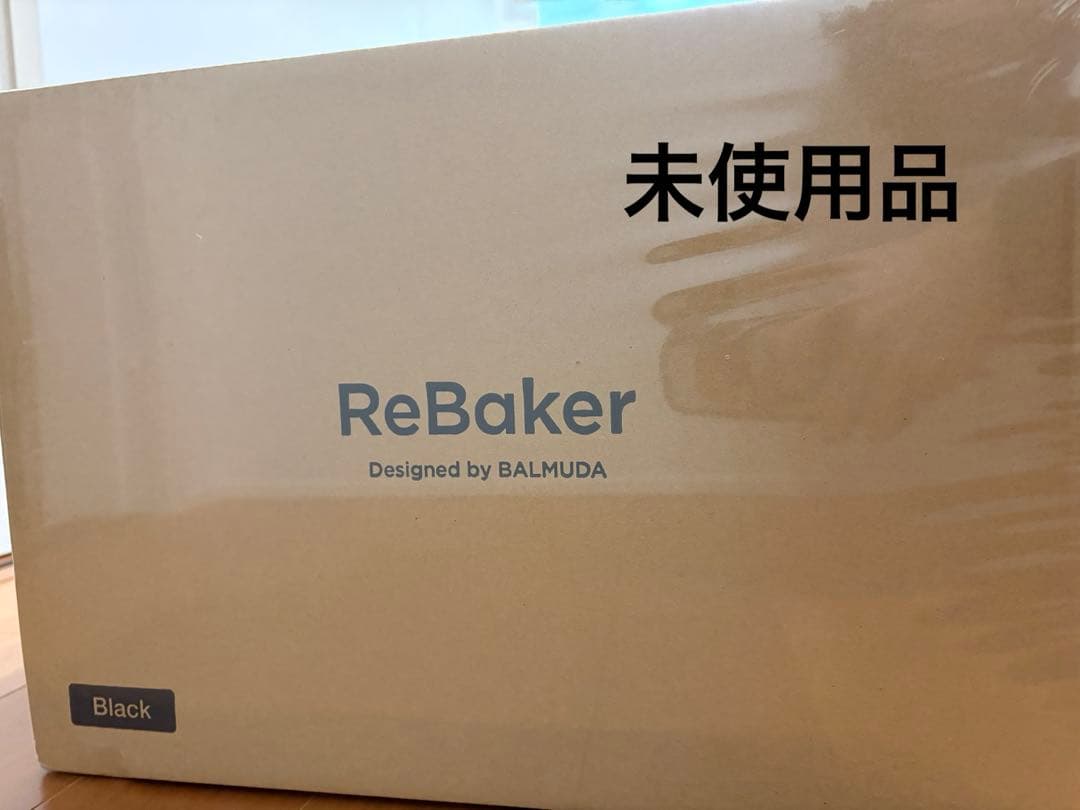 未使用品
ReBaker
Designed by BALMUDA
Black